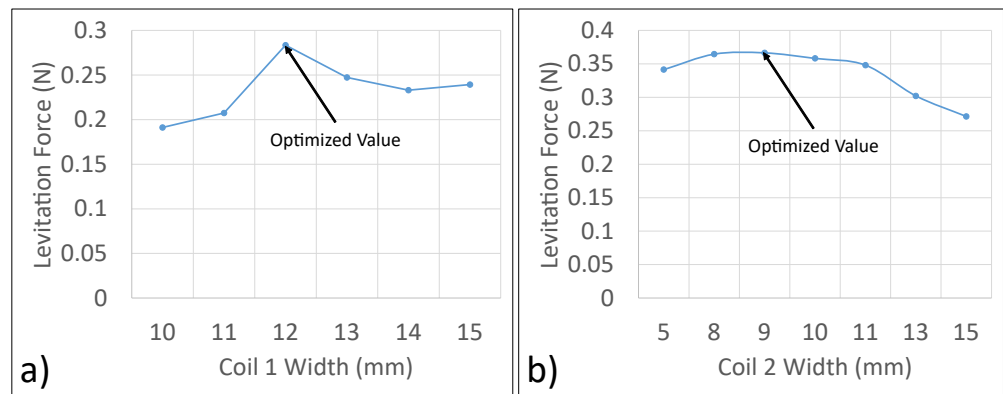 0.3
0.25
0.2
0.15
0.1
0.05
0
Levitation Force (N)
Optimized Value
10 11 12 13 14 15
Coil 1 Width (mm)
a)
0.4
0.35
0.3
0.25
0.2
0.15
0.1
0.05
0
Levitation Force (N)
Optimized Value
5 8 9 10 11 13 15
Coil 2 Width (mm)
b)